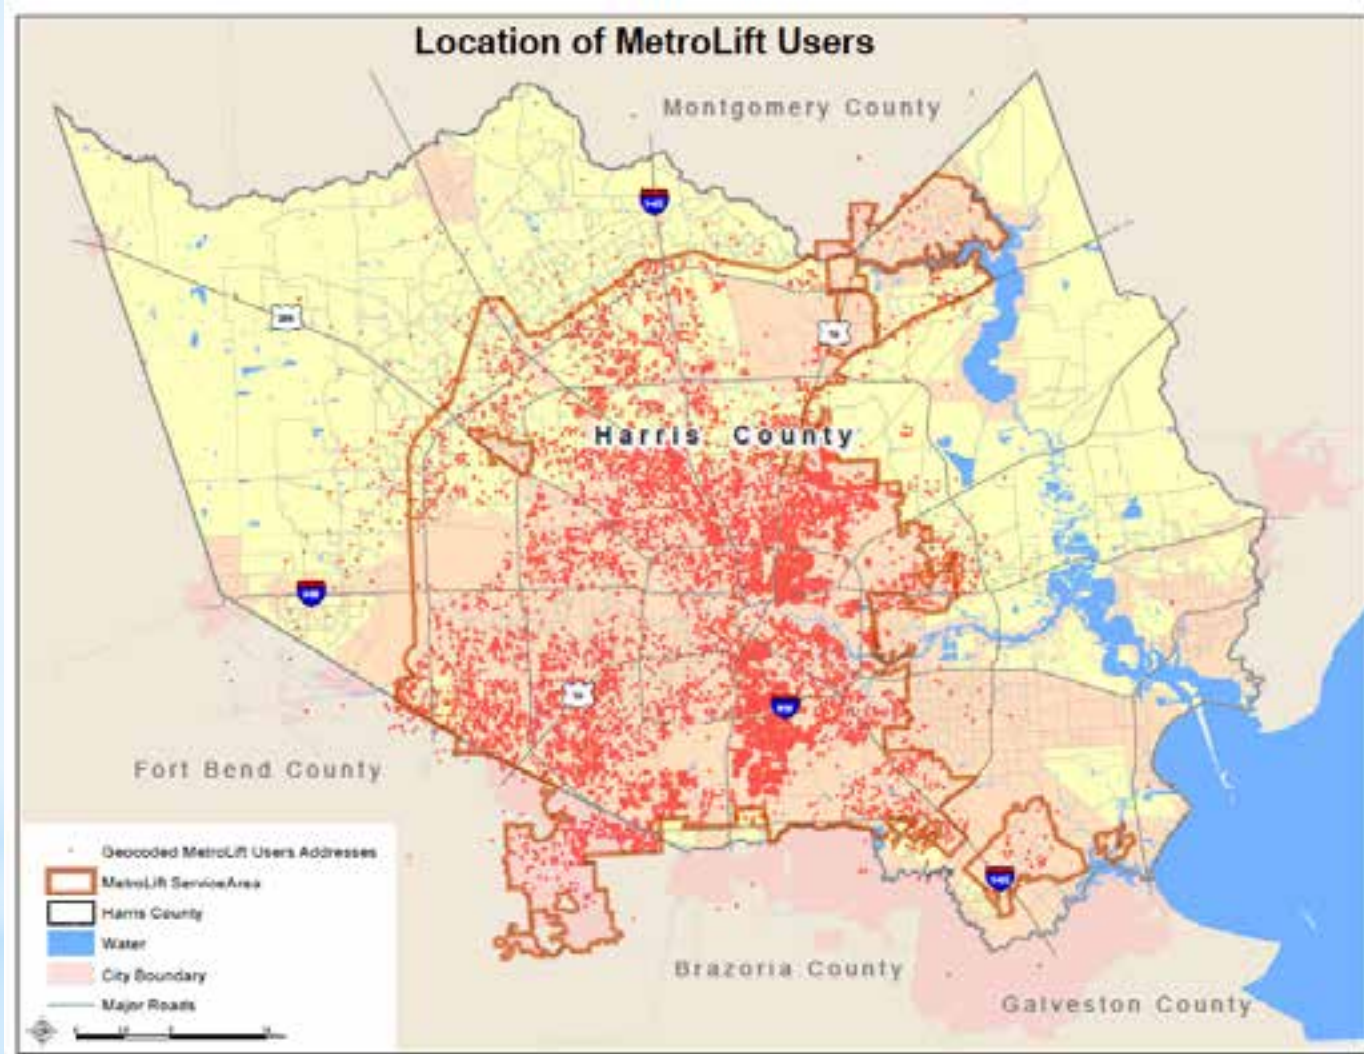 Location of MetroLift Users
Montgomery County
Harris County
Fort Bend County
Brazoria County
Galveston County
Geocoded MetroLift Users Addresses
MetroLift ServiceArea
Harris County
Water
City Boundary
Major Roads